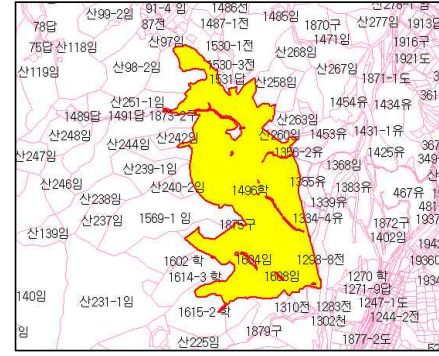 산99-2임 91-4 임 1486전 1485임 산278-1 임
78답 87전 1487-1전 1870구 산277임 1913답
75답 산118임 산97임 1530-1전 산268임 1471임 1916구
산119임 산98-2임 1530-3전 산267임 1921도
1531답 산258임 1871-1도
산251-1임 1454유 1434유
1489답 1491답 1873-2구 산263임
산248임 산244임 산242임 산260임 1453유 1431-1유
산247임 1356-2유 1425유
산239-1임 1368임
산246임 산240-2임 1496학 1355유 1383유 467유
산238임 1339유
산237임 1569-1 임 1875구 1334-4유 1872구
산139임 1402임
1602 학 1604임 1298-8전
1614-3 학 1608임 1270 학
140임 산231-1임 1271-9답
1615-2 학 1310전 1283전 1247-1도
1302전 1244-2전
산225임 1879구 1877-2도